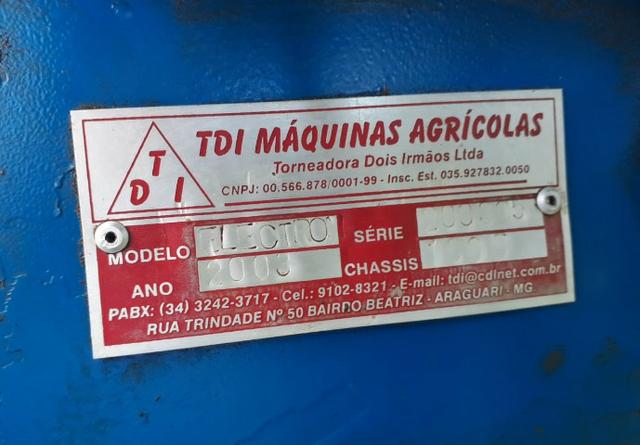 TDI
TDI MÁQUINAS AGRÍCOLAS
Torneadora Dois Irmãos Ltda
CNPJ: 00.566.878/0001-99 - Insc. Est. 035.927832.0050
MODELO SÉRIE
ANO 2003 CHASSIS
PABX: (34) 3242-3717 - Cel.: 9102-8321 - E-mail: tdi@cdlnet.com.br
RUA TRINDADE Nº 50 BAIRRO BEATRIZ - ARAGUARI - MG